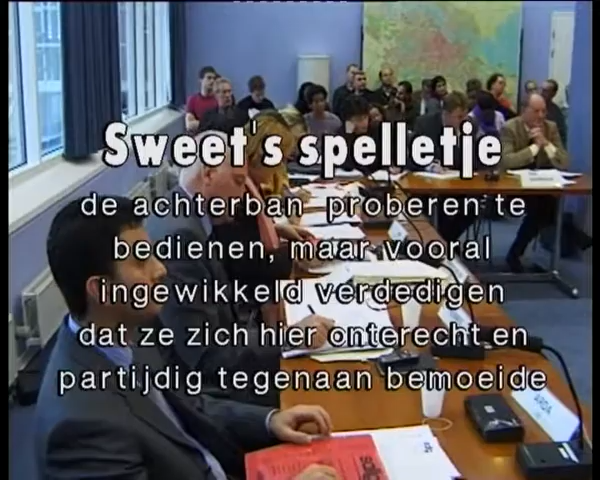 Sweet's spelletje
de achterban proberen te
bedienen, maar vooral
ingewikkeld verdedigen
dat ze zich hier onterecht en
partijdig tegenaan bemoeide